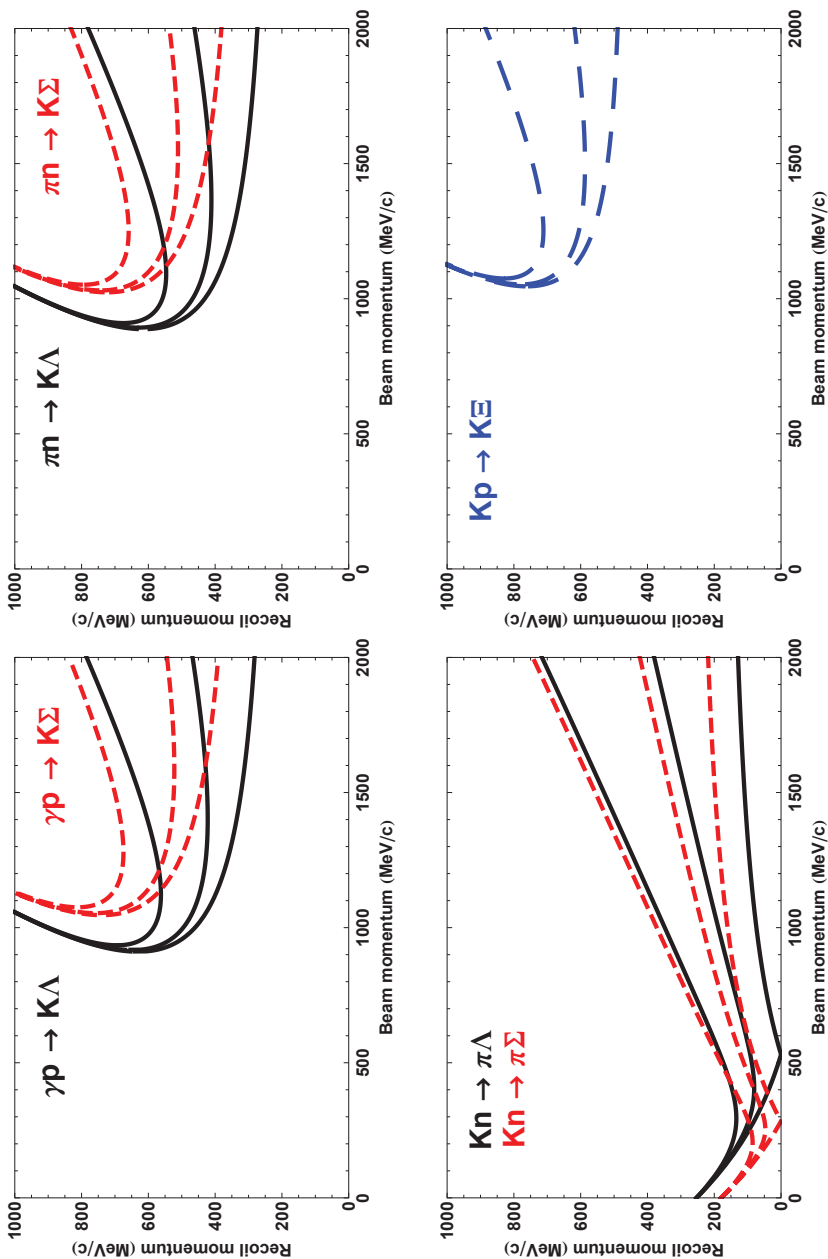 γp → KΛ
γp → KΣ
Recoil momentum (MeV/c)
1000
800
600
400
200
0
0 500 1000 1500 2000
Beam momentum (MeV/c)
πn → KΛ
πn → KΣ
Recoil momentum (MeV/c)
1000
800
600
400
200
0
0 500 1000 1500 2000
Beam momentum (MeV/c)
Kn → πΛ
Kn → πΣ
Recoil momentum (MeV/c)
1000
800
600
400
200
0
0 500 1000 1500 2000
Beam momentum (MeV/c)
Kp → KΞ
Recoil momentum (MeV/c)
1000
800
600
400
200
0
0 500 1000 1500 2000
Beam momentum (MeV/c)